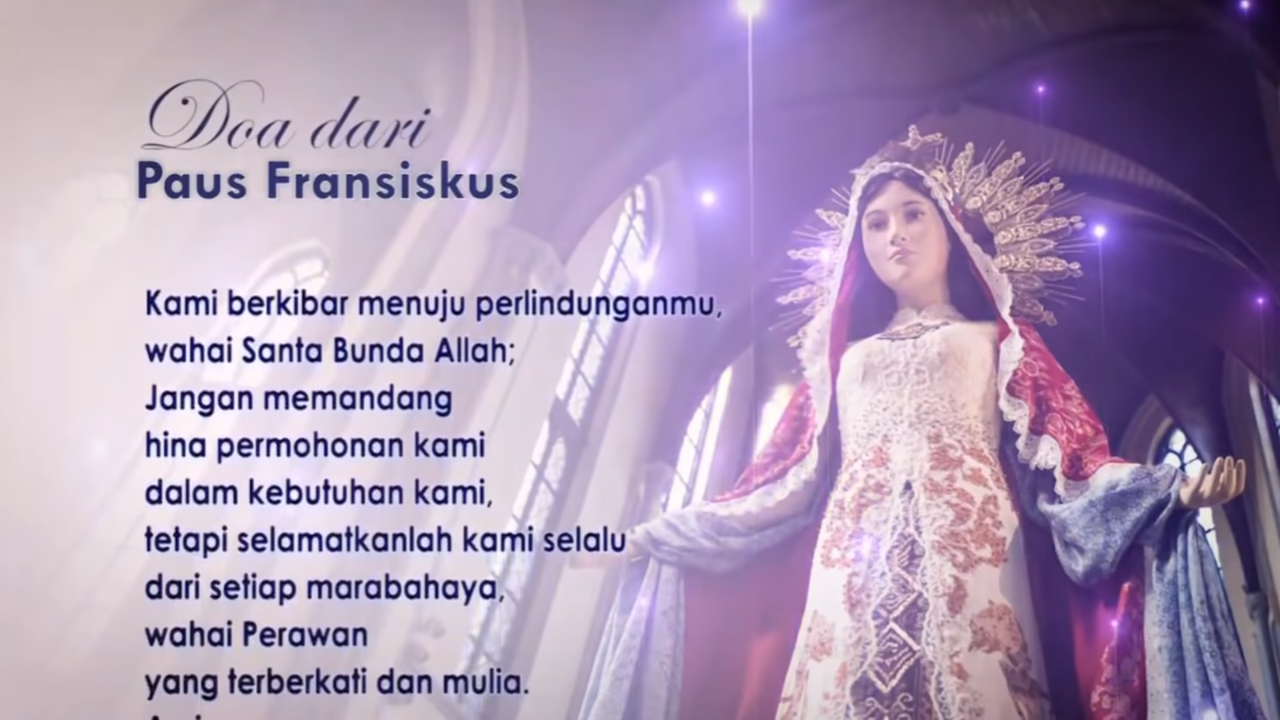 Doa dari
Paus Fransiskus
Kami berkibar menuju perlindunganmu,
wahai Santa Bunda Allah;
Jangan memandang
hina permohonan kami
dalam kebutuhan kami,
tetapi selamatkanlah kami selalu
dari setiap marabahaya,
wahai Perawan
yang terberkati dan mulia.